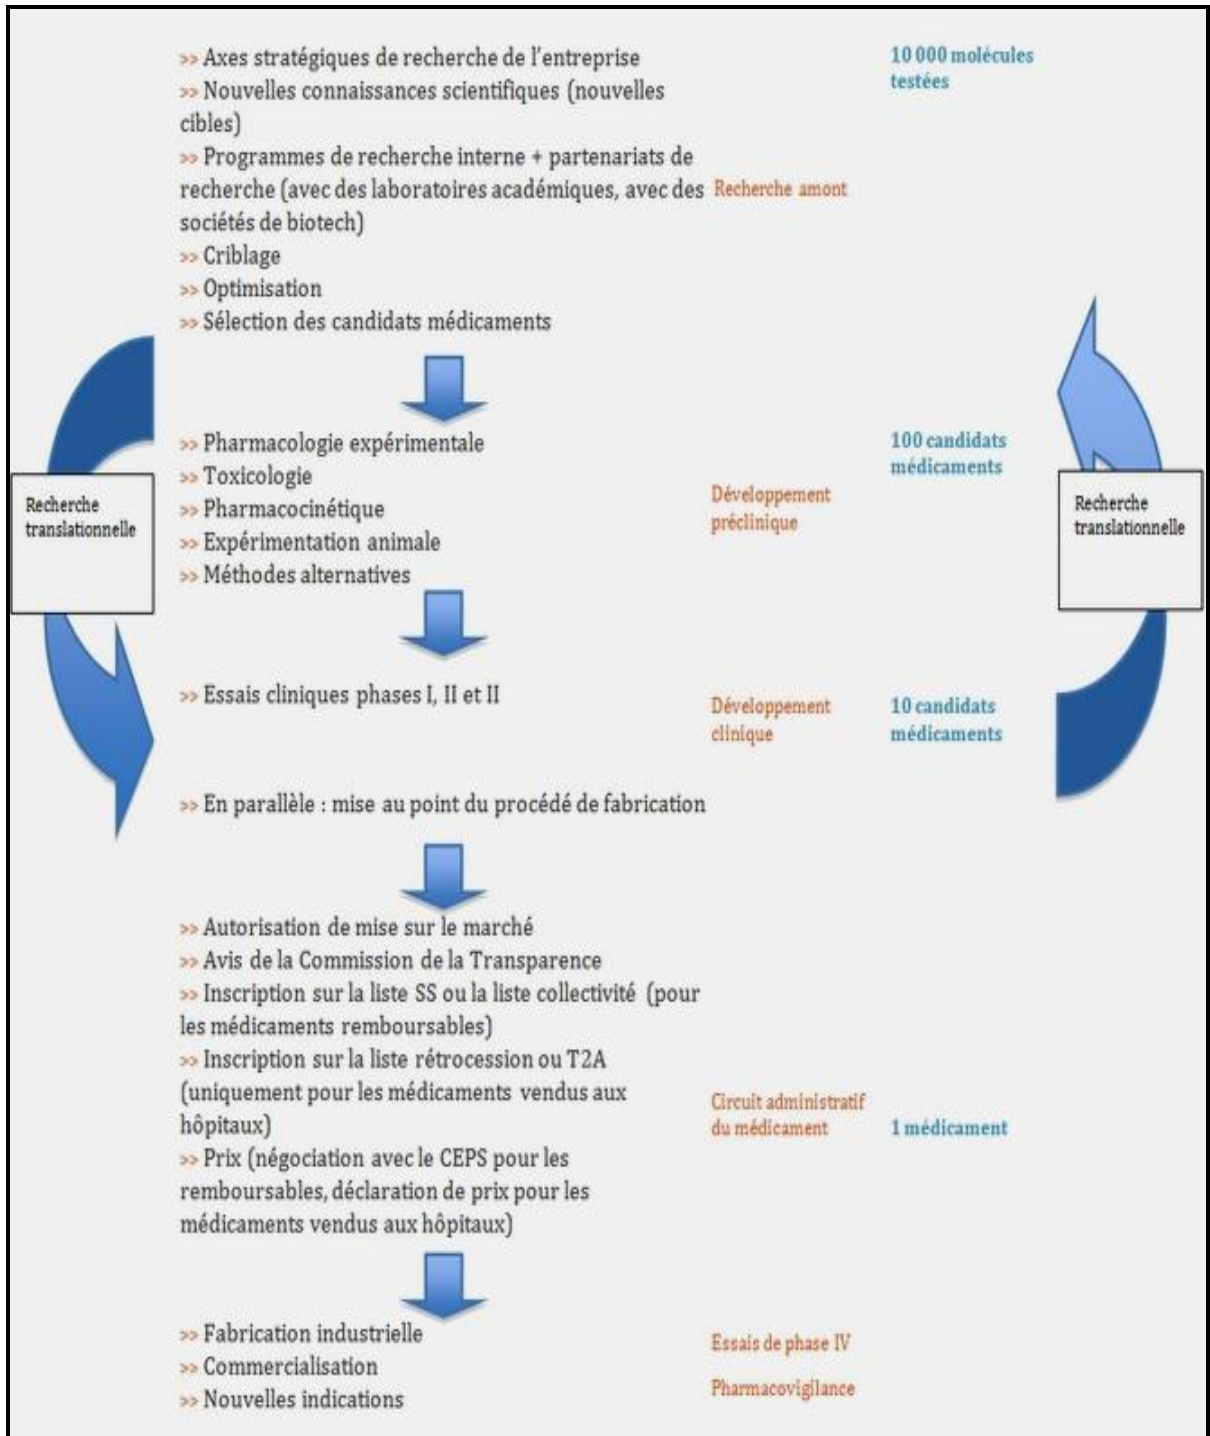 >> Axes stratégiques de recherche de l'entreprise
>> Nouvelles connaissances scientifiques (nouvelles
cibles)
>> Programmes de recherche interne + partenariats de
recherche (avec des laboratoires académiques, avec des
sociétés de biotech)
>> Criblage
>> Optimisation
>> Sélection des candidats médicaments
Recherche amont
10 000 molécules
testées
>> Pharmacologie expérimentale
>> Toxicologie
>> Pharmacocinétique
>> Expérimentation animale
>> Méthodes alternatives
Développement
préclinique
100 candidats
médicaments
Recherche
translationnelle
Recherche
translationnelle
>> Essais cliniques phases I, II et II
Développement
clinique
10 candidats
médicaments
>> En parallèle : mise au point du procédé de fabrication
>> Autorisation de mise sur le marché
>> Avis de la Commission de la Transparence
>> Inscription sur la liste SS ou la liste collectivité (pour
les médicaments remboursables)
>> Inscription sur la liste rétrocession ou T2A
(uniquement pour les médicaments vendus aux
hôpitaux)
>> Prix (négociation avec le CEPS pour les
remboursables, déclaration de prix pour les
médicaments vendus aux hôpitaux)
Circuit administratif
du médicament
1 médicament
>> Fabrication industrielle
>> Commercialisation
>> Nouvelles indications
Essais de phase IV
Pharmacovigilance